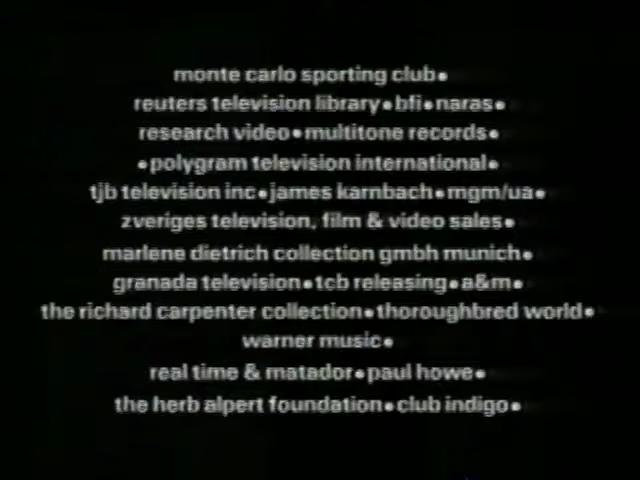 monte carlo sporting club•
reuters television library•bfi•naras•
research video•multitone records•
•polygram television international•
tjb television inc•james karnbach•mgm/ua•
zveriges television, film & video sales•
marlene dietrich collection gmbh munich•
granada television•tcb releasing•a&m•
the richard carpenter collection•thoroughbred world•
warner music•
real time & matador•paul howe•
the herb alpert foundation•club indigo•